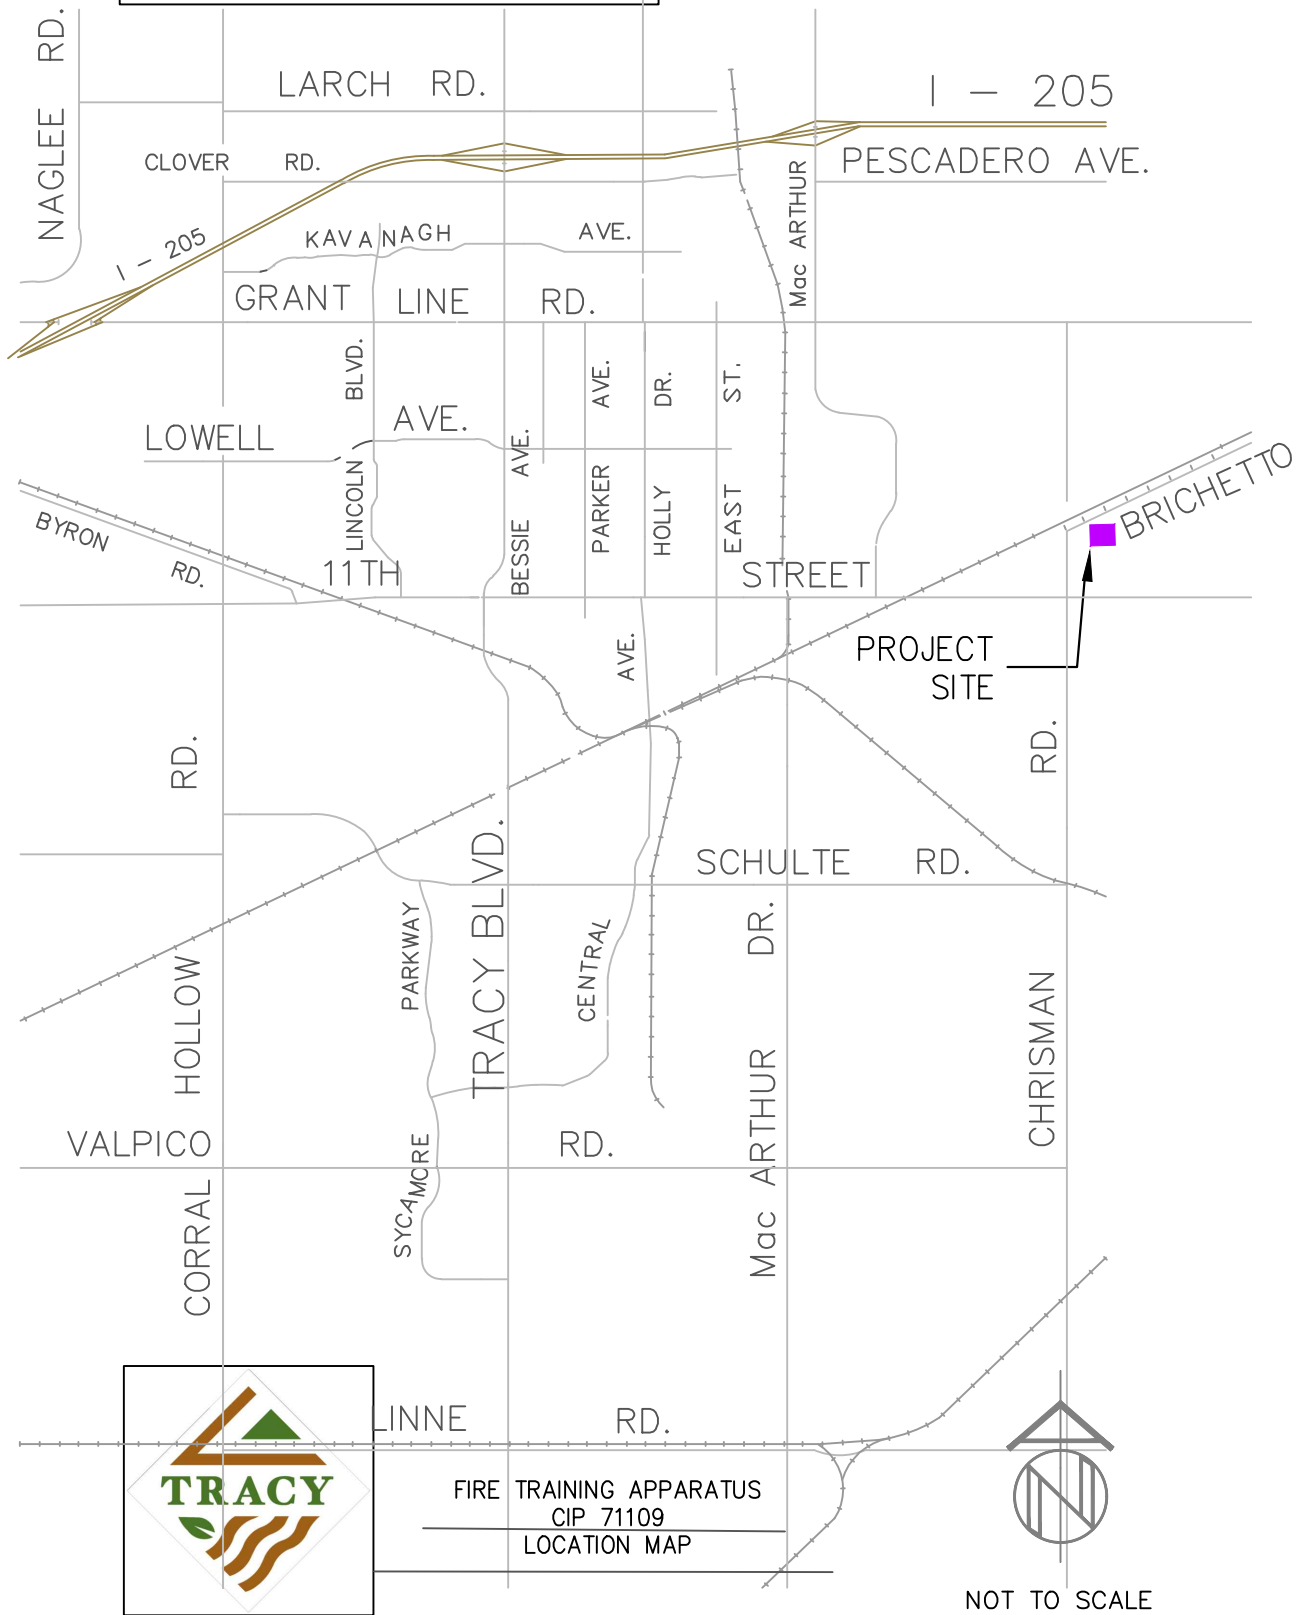 NAGLEE RD.
LARCH RD.
I - 205
CLOVER RD.
PESCADERO AVE.
Mac ARTHUR
KAVANAGH AVE.
I - 205
GRANT LINE RD.
LINCOLN BLVD.
BESSIE AVE.
PARKER AVE.
HOLLY DR.
EAST ST.
LOWELL AVE.
BRICHETTO
BYRON RD.
11TH STREET
PROJECT
SITE
CORRAL HOLLOW RD.
TRACY BLVD.
CENTRAL AVE.
SCHULTE RD.
SYCAMORE PARKWAY
Mac ARTHUR DR.
CHRISMAN RD.
VALPICO RD.
LINNE RD.
TRACY
FIRE TRAINING APPARATUS
CIP 71109
LOCATION MAP
N
NOT TO SCALE